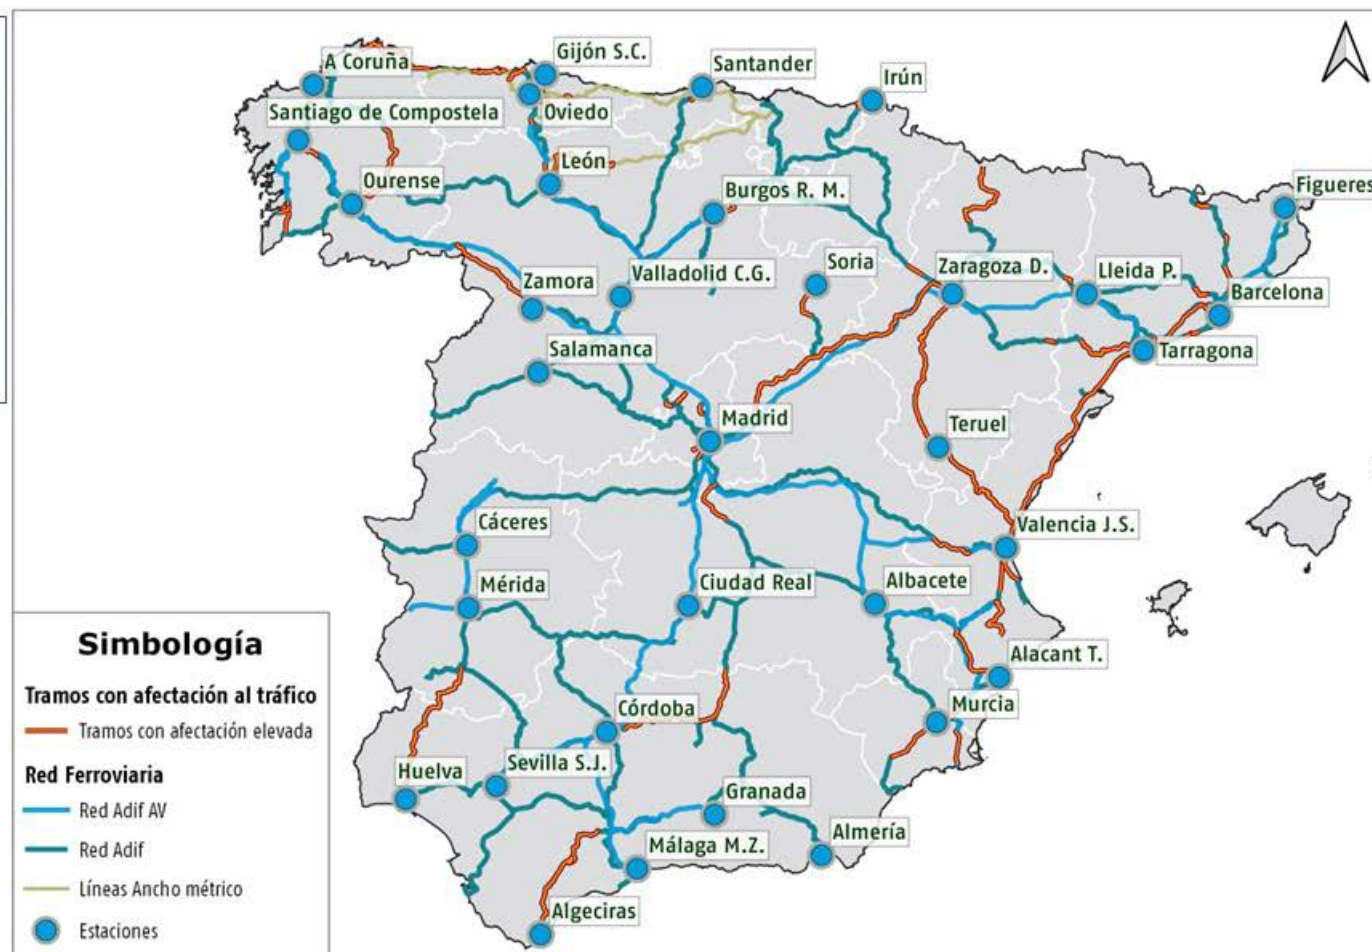 A Coruña
Gijón S.C.
Santander
Irún
Santiago de Compostela
Oviedo
León
Ourense
Burgos R. M.
Figueres
Zamora
Valladolid C.G.
Soria
Zaragoza D.
Lleida P.
Barcelona
Salamanca
Tarragona
Madrid
Teruel
Cáceres
Valencia J.S.
Mérida
Ciudad Real
Albacete
Alacant T.
Córdoba
Murcia
Huelva
Sevilla S.J.
Granada
Almería
Málaga M.Z.
Algeciras
Simbología
Tramos con afectación al tráfico
Tramos con afectación elevada
Red Ferroviaria
Red Adif AV
Red Adif
Líneas Ancho métrico
Estaciones